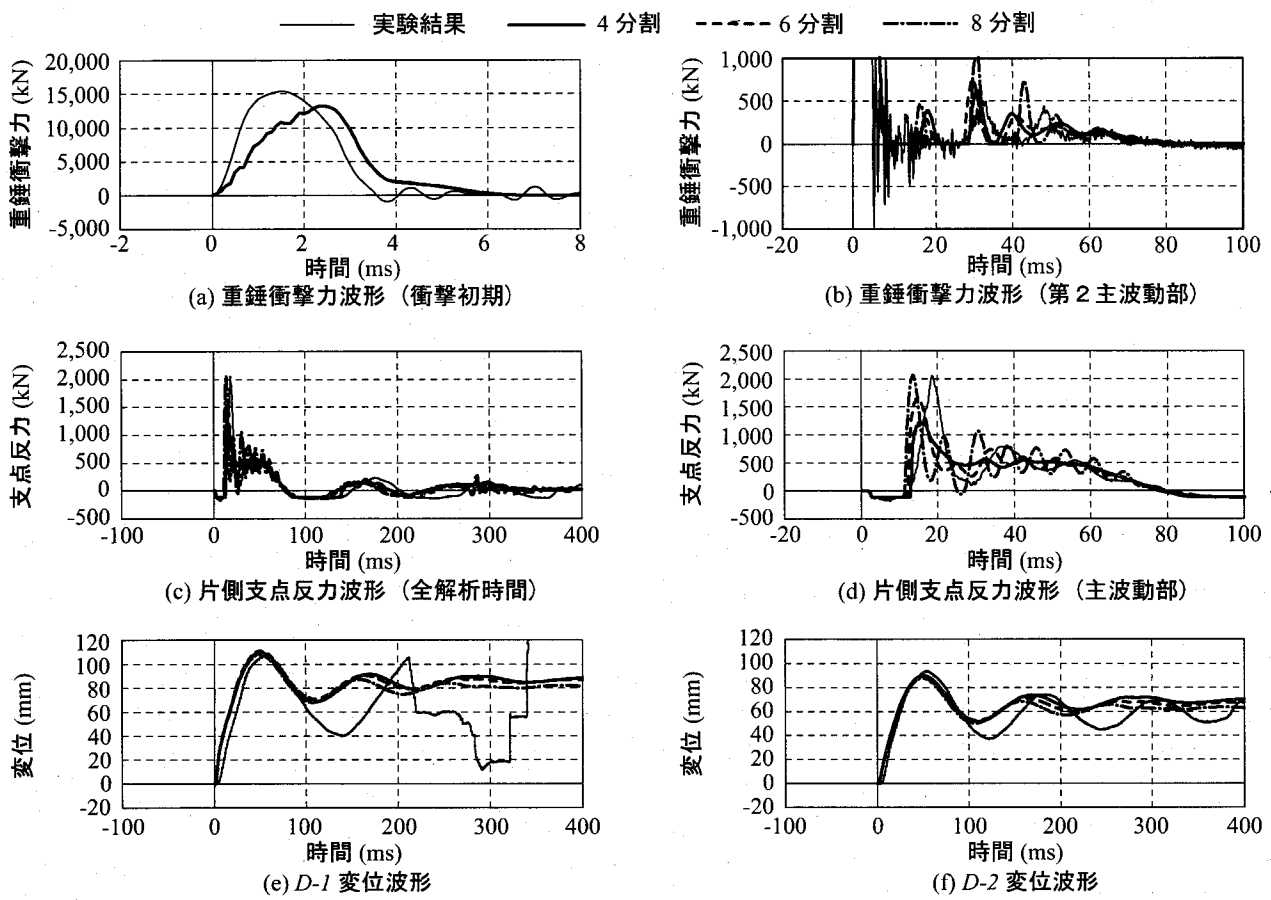 実験結果 4 分割 6 分割 8 分割
重錘衝撃力 (kN)
20,000
15,000
10,000
5,000
0
-5,000
-2 0 2 4 6 8
時間 (ms)
(a) 重錘衝撃力波形（衝撃初期）
重錘衝撃力 (kN)
1,000
500
0
-500
-1,000
-20 0 20 40 60 80 100
時間 (ms)
(b) 重錘衝撃力波形（第２主波動部）
支点反力 (kN)
2,500
2,000
1,500
1,000
500
0
-500
-100 0 100 200 300 400
時間 (ms)
(c) 片側支点反力波形（全解析時間）
支点反力 (kN)
2,500
2,000
1,500
1,000
500
0
-500
-20 0 20 40 60 80 100
時間 (ms)
(d) 片側支点反力波形（主波動部）
変位 (mm)
120
100
80
60
40
20
0
-20
-100 0 100 200 300 400
時間 (ms)
(e) D-1 変位波形
変位 (mm)
120
100
80
60
40
20
0
-20
-100 0 100 200 300 400
時間 (ms)
(f) D-2 変位波形